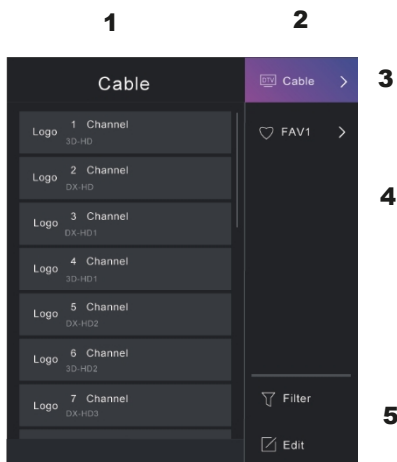 1 2
Cable
DTV Cable > 3
Logo 1 Channel
3D-HD
FAV1 >
Logo 2 Channel
DX-HD
4
Logo 3 Channel
DX-HD1
Logo 4 Channel
3D-HD1
Logo 5 Channel
DX-HD2
Logo 6 Channel
3D-HD2
Logo 7 Channel
DX-HD3
Filter
5
Edit